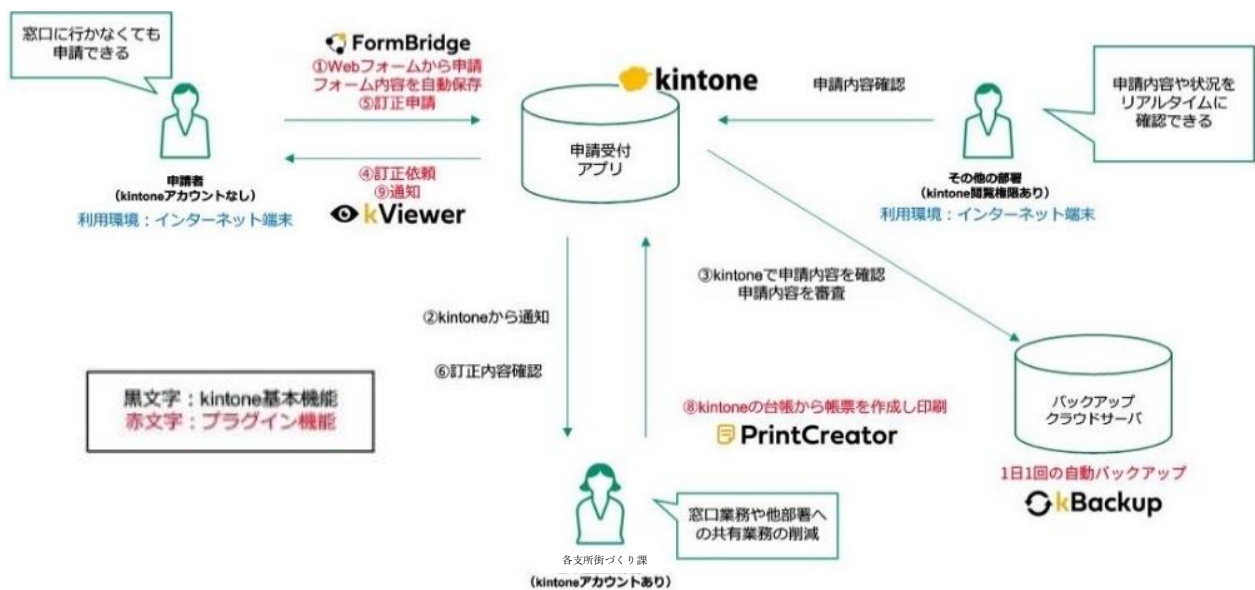 窓口に行かなくても
申請できる
FormBridge
①Webフォームから申請
フォーム内容を自動保存
⑤訂正申請
kintone
申請内容確認
申請内容や状況を
リアルタイムに
確認できる
申請受付
アプリ
④訂正依頼
⑨通知
kViewer
申請者
(kintoneアカウントなし)
利用環境:インターネット端末
その他の部署
(kintone閲覧権限あり)
利用環境:インターネット端末
③kintoneで申請内容を確認
申請内容を審査
②kintoneから通知
⑥訂正内容確認
黒文字:kintone基本機能
赤文字:プラグイン機能
⑧kintoneの台帳から帳票を作成し印刷
PrintCreator
バックアップ
クラウドサーバ
1日1回の自動バックアップ
kBackup
窓口業務や他部署へ
の共有業務の削減
各支所街づくり課
(kintoneアカウントあり)